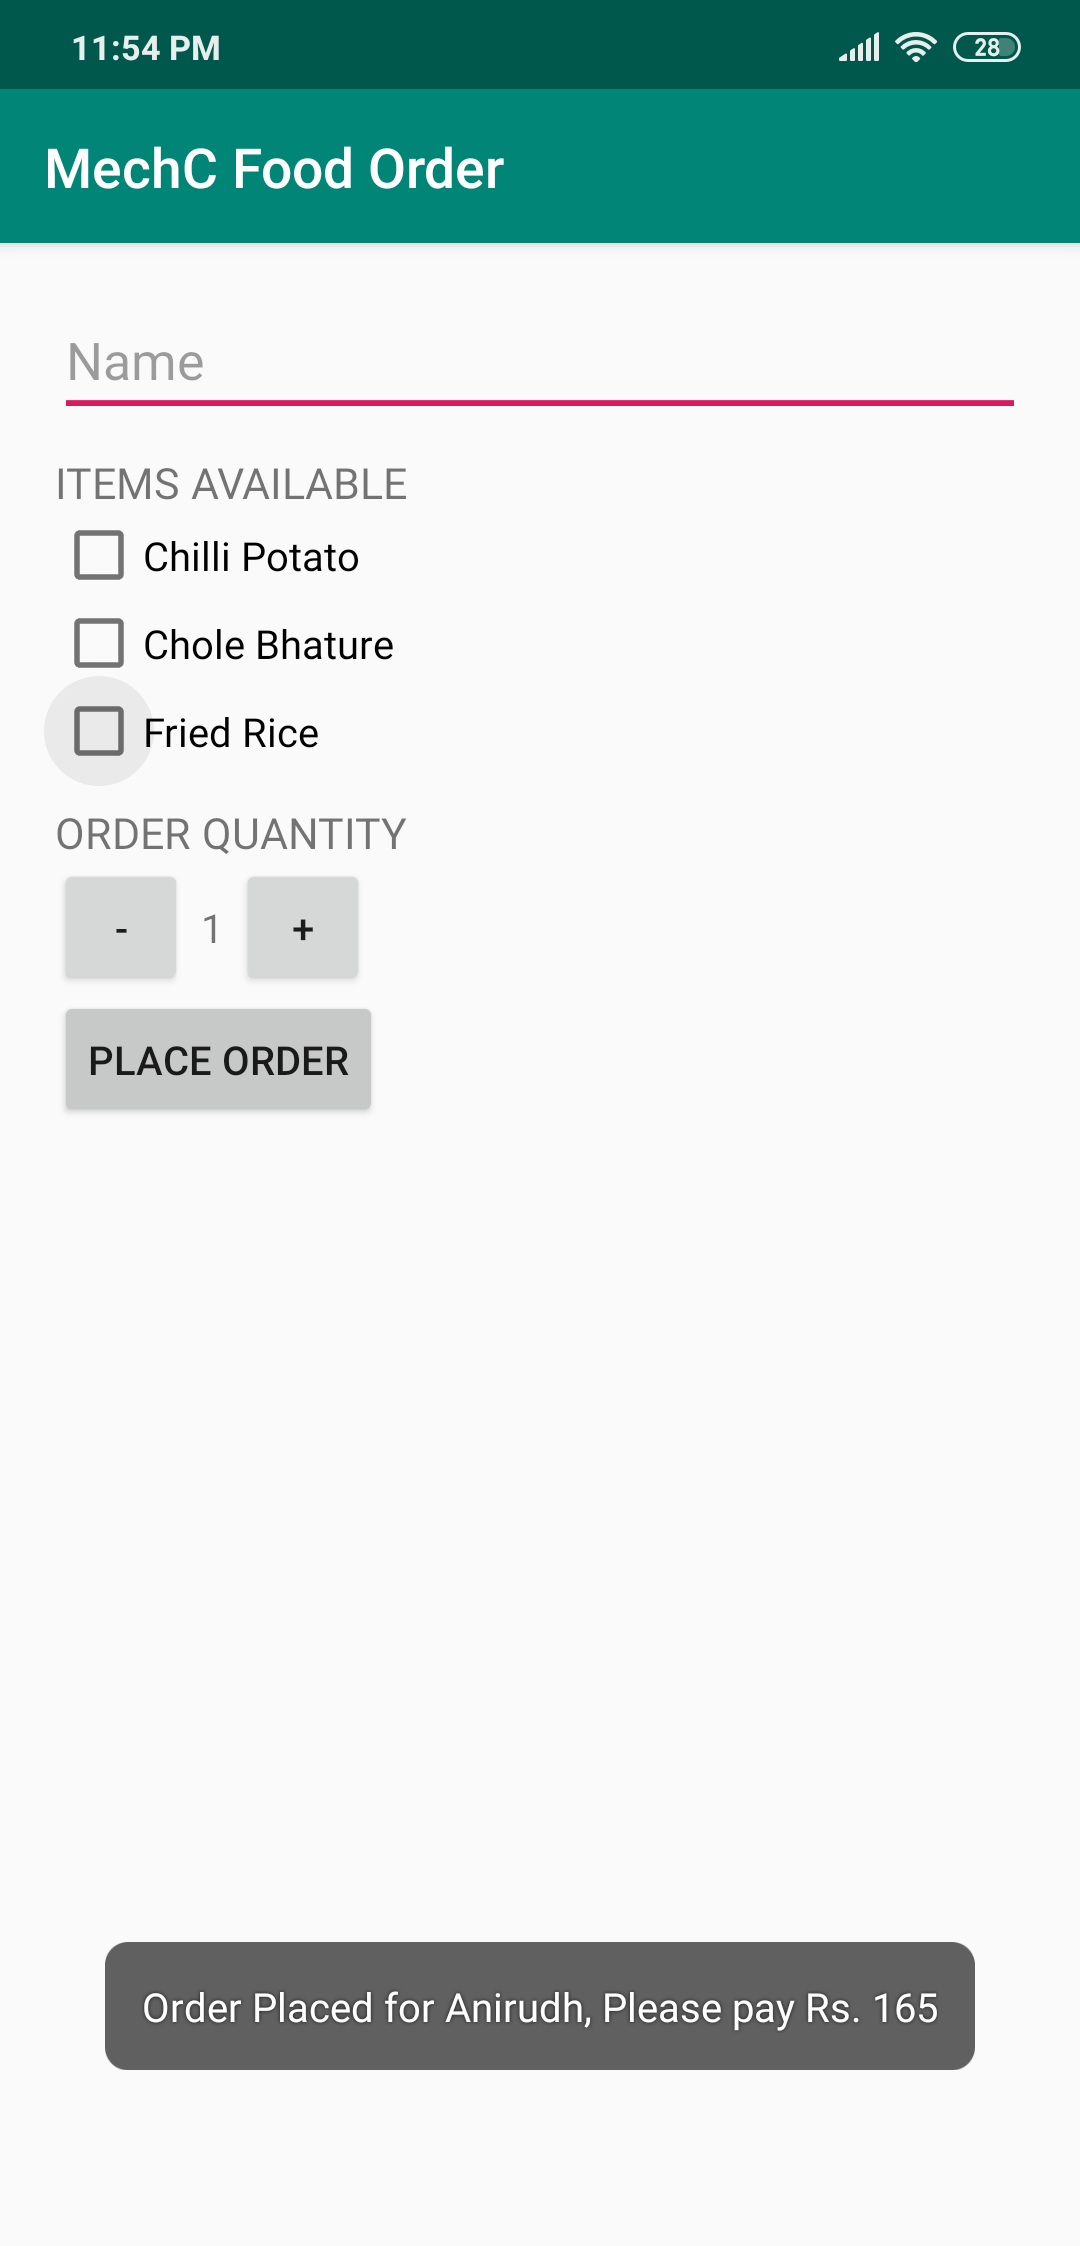 11:54 PM 28
MechC Food Order
Name
ITEMS AVAILABLE
Chilli Potato
Chole Bhature
Fried Rice
ORDER QUANTITY
- 1 +
PLACE ORDER
Order Placed for Anirudh, Please pay Rs. 165